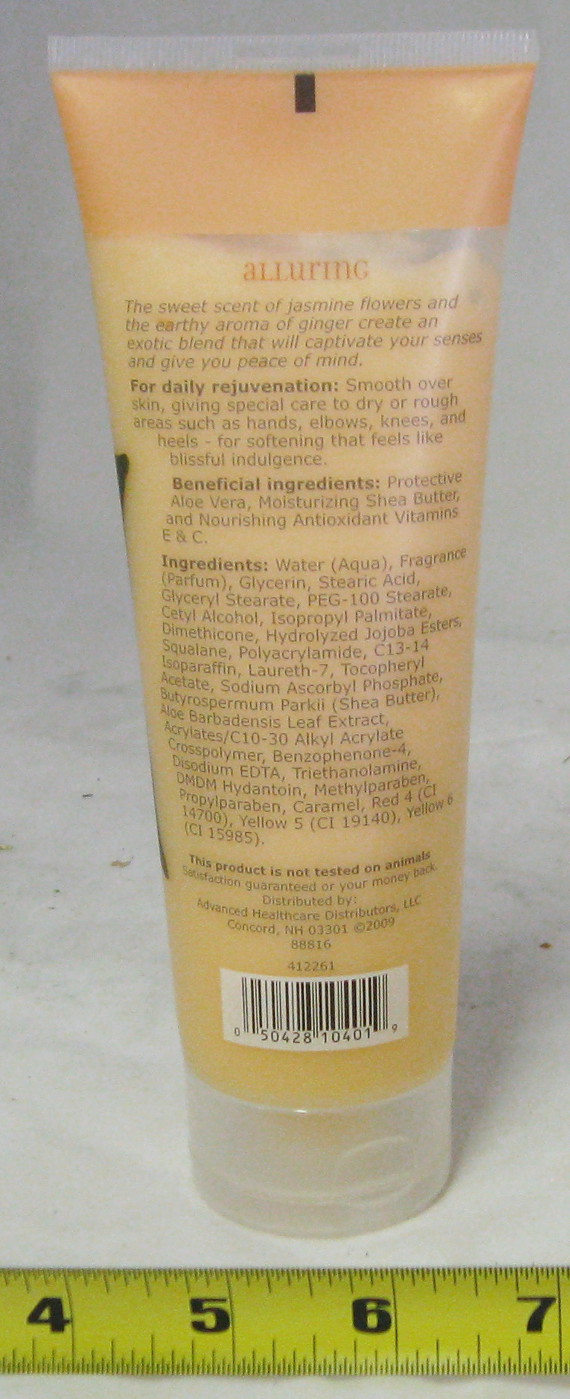 aLLurinG
The sweet scent of jasmine flowers and
the earthy aroma of ginger create an
exotic blend that will captivate your senses
and give you peace of mind.
For daily rejuvenation: Smooth over
skin, giving special care to dry or rough
areas such as hands, elbows, knees, and
heels - for softening that feels like
blissful indulgence.
Beneficial ingredients: Protective
Aloe Vera, Moisturizing Shea Butter,
and Nourishing Antioxidant Vitamins
E & C.
Ingredients: Water (Aqua), Fragrance
(Parfum), Glycerin, Stearic Acid,
Glyceryl Stearate, PEG-100 Stearate,
Cetyl Alcohol, Isopropyl Palmitate,
Dimethicone, Hydrolyzed Jojoba Esters,
Squalane, Polyacrylamide, C13-14
Isoparaffin, Laureth-7, Tocopheryl
Acetate, Sodium Ascorbyl Phosphate,
Butyrospermum Parkii (Shea Butter),
Aloe Barbadensis Leaf Extract,
Acrylates/C10-30 Alkyl Acrylate
Crosspolymer, Benzophenone-4,
Disodium EDTA, Triethanolamine,
DMDM Hydantoin, Methylparaben,
Propylparaben, Caramel, Red 4 (CI
14700), Yellow 5 (CI 19140), Yellow 6
(CI 15985).
This product is not tested on animals
Satisfaction guaranteed or your money back.
Distributed by:
Advanced Healthcare Distributors, LLC
Concord, NH 03301 ©2009
88816
412261
0 50428 10401 9
4 5 6 7